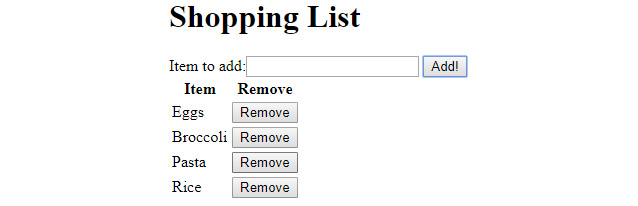 Shopping List
Item to add: Add!
Item Remove
Eggs Remove
Broccoli Remove
Pasta Remove
Rice Remove